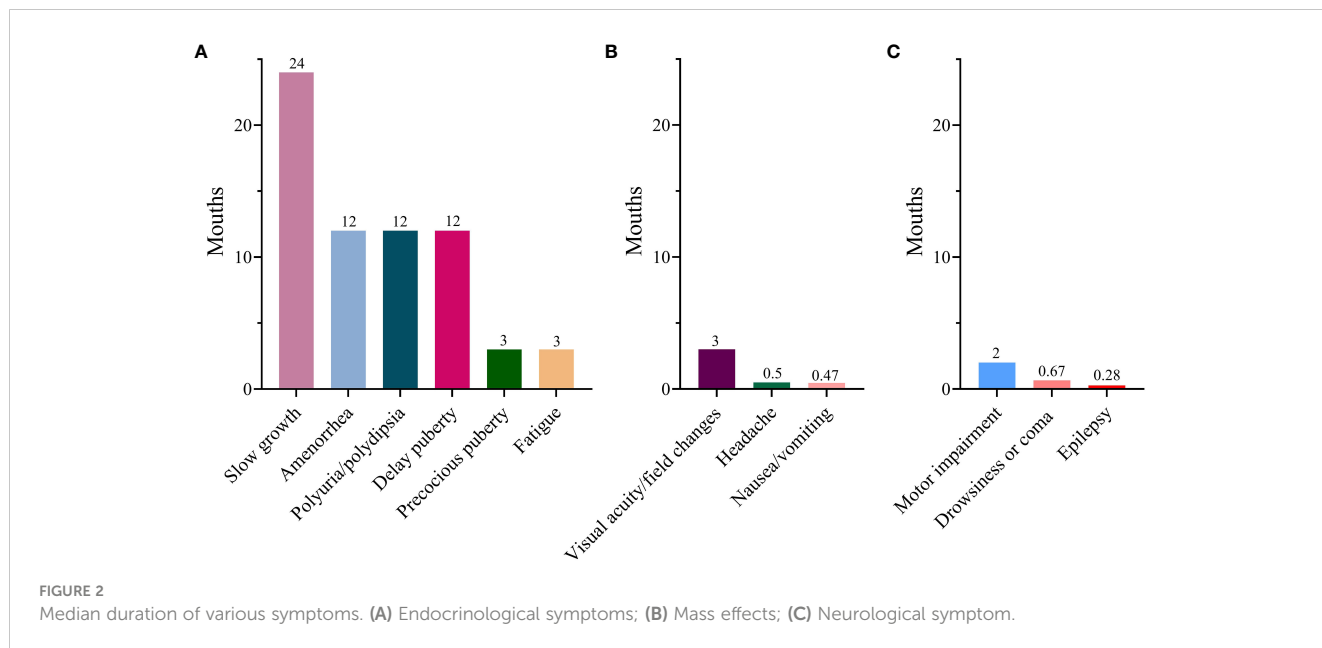 A
Mouths
20
10
0
24
12
12
12
3
3
Slow growth
Amenorrhea
Polyuria/polydipsia
Delay puberty
Precocious puberty
Fatigue
B
Mouths
20
10
0
3
0.5
0.47
Visual acuity/field changes
Headache
Nausea/vomiting
C
Mouths
20
10
0
2
0.67
0.28
Motor impairment
Drowsiness or coma
Epilepsy
FIGURE 2
Median duration of various symptoms. (A) Endocrinological symptoms; (B) Mass effects; (C) Neurological symptom.